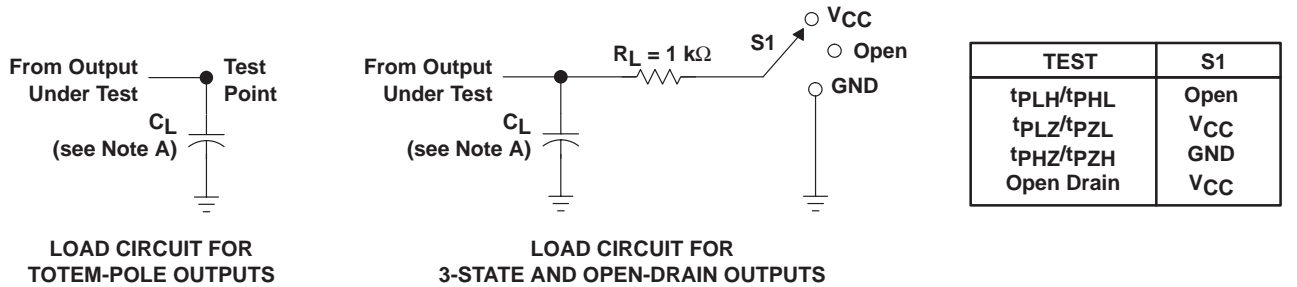 From Output
Under Test
Test
Point
CL
(see Note A)
LOAD CIRCUIT FOR
TOTEM-POLE OUTPUTS
From Output
Under Test
RL = 1 kΩ
S1
VCC
Open
GND
CL
(see Note A)
LOAD CIRCUIT FOR
3-STATE AND OPEN-DRAIN OUTPUTS
TEST S1
tPLH/tPHL Open
tPLZ/tPZL VCC
tPHZ/tPZH GND
Open Drain VCC